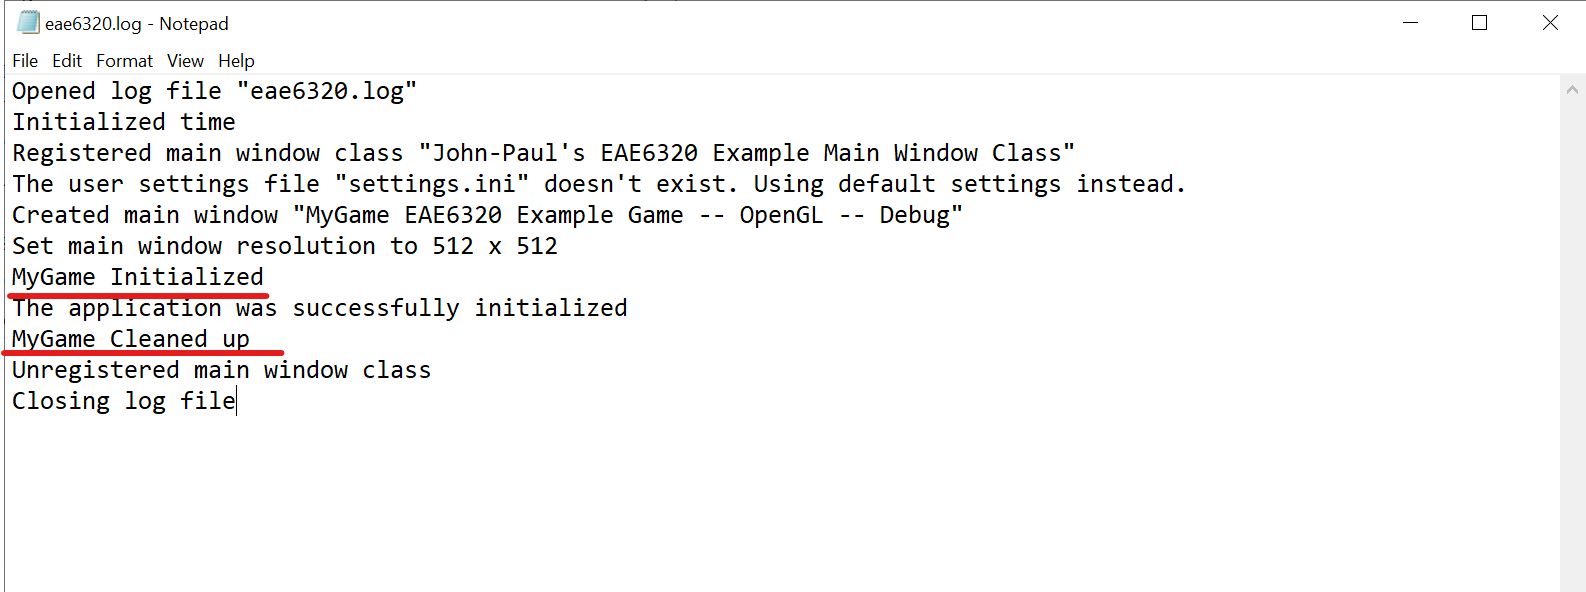 eae6320.log - Notepad
File Edit Format View Help
Opened log file "eae6320.log"
Initialized time
Registered main window class "John-Paul's EAE6320 Example Main Window Class"
The user settings file "settings.ini" doesn't exist. Using default settings instead.
Created main window "MyGame EAE6320 Example Game -- OpenGL -- Debug"
Set main window resolution to 512 x 512
MyGame Initialized
The application was successfully initialized
MyGame Cleaned up
Unregistered main window class
Closing log file